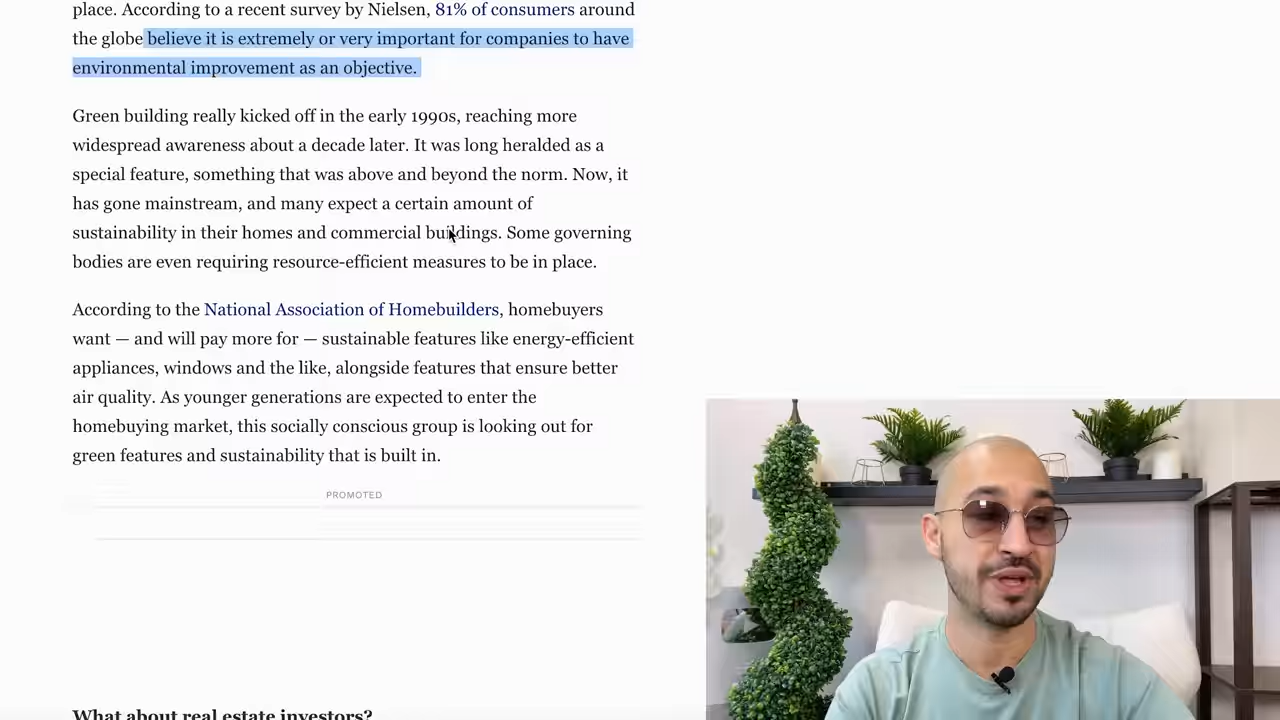 place. According to a recent survey by Nielsen, 81% of consumers around
the globe believe it is extremely or very important for companies to have
environmental improvement as an objective.
Green building really kicked off in the early 1990s, reaching more
widespread awareness about a decade later. It was long heralded as a
special feature, something that was above and beyond the norm. Now, it
has gone mainstream, and many expect a certain amount of
sustainability in their homes and commercial buildings. Some governing
bodies are even requiring resource-efficient measures to be in place.
According to the National Association of Homebuilders, homebuyers
want — and will pay more for — sustainable features like energy-efficient
appliances, windows and the like, alongside features that ensure better
air quality. As younger generations are expected to enter the
homebuying market, this socially conscious group is looking out for
green features and sustainability that is built in.
PROMOTED
What about real estate investors?